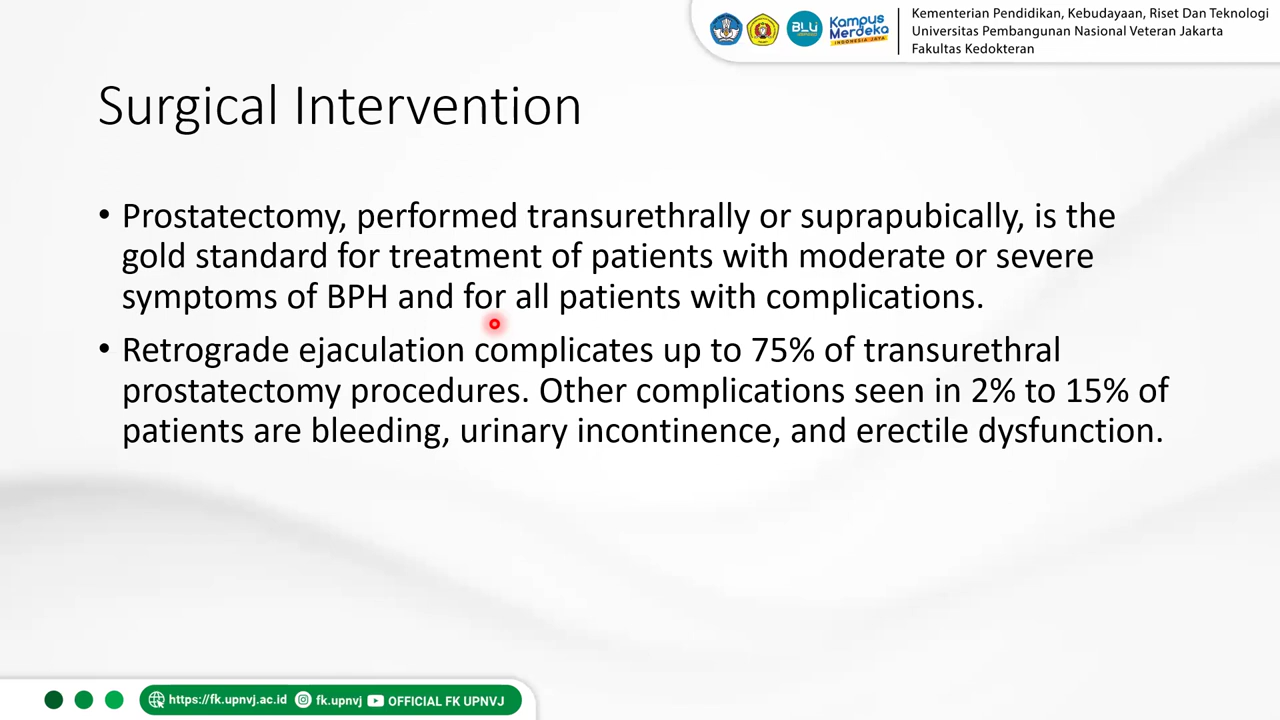 Kementerian Pendidikan, Kebudayaan, Riset Dan Teknologi
Universitas Pembangunan Nasional Veteran Jakarta
Fakultas Kedokteran
BLU
Kampus
Merdeka
INDONESIA JAYA
Surgical Intervention
• Prostatectomy, performed transurethrally or suprapubically, is the
gold standard for treatment of patients with moderate or severe
symptoms of BPH and for all patients with complications.
• Retrograde ejaculation complicates up to 75% of transurethral
prostatectomy procedures. Other complications seen in 2% to 15% of
patients are bleeding, urinary incontinence, and erectile dysfunction.
https://fk.upnvj.ac.id fk.upnvj OFFICIAL FK UPNVJ